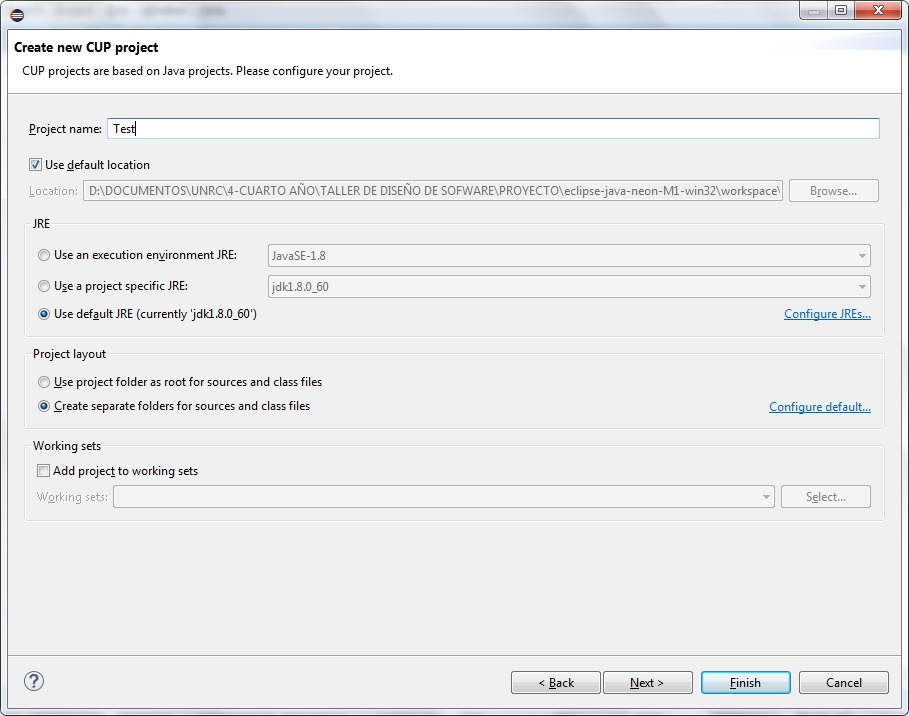 Create new CUP project
CUP projects are based on Java projects. Please configure your project.
Project name: Test
Use default location
Location: D:\DOCUMENTOS\UNRC\4-CUARTO AÑO\TALLER DE DISEÑO DE SOFWARE\PROYECTO\eclipse-java-neon-M1-win32\workspace\ Browse...
JRE
Use an execution environment JRE: JavaSE-1.8
Use a project specific JRE: jdk1.8.0_60
Use default JRE (currently 'jdk1.8.0_60') Configure JREs...
Project layout
Use project folder as root for sources and class files
Create separate folders for sources and class files Configure default...
Working sets
Add project to working sets
Working sets: Select...
? < Back Next > Finish Cancel